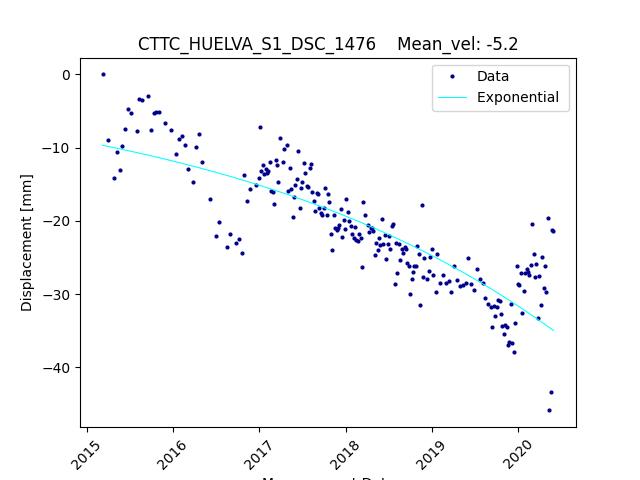 CTTC_HUELVA_S1_DSC_1476    Mean_vel: -5.2
Data
Exponential
0
−10
−20
−30
−40
Displacement [mm]
2015
2016
2017
2018
2019
2020